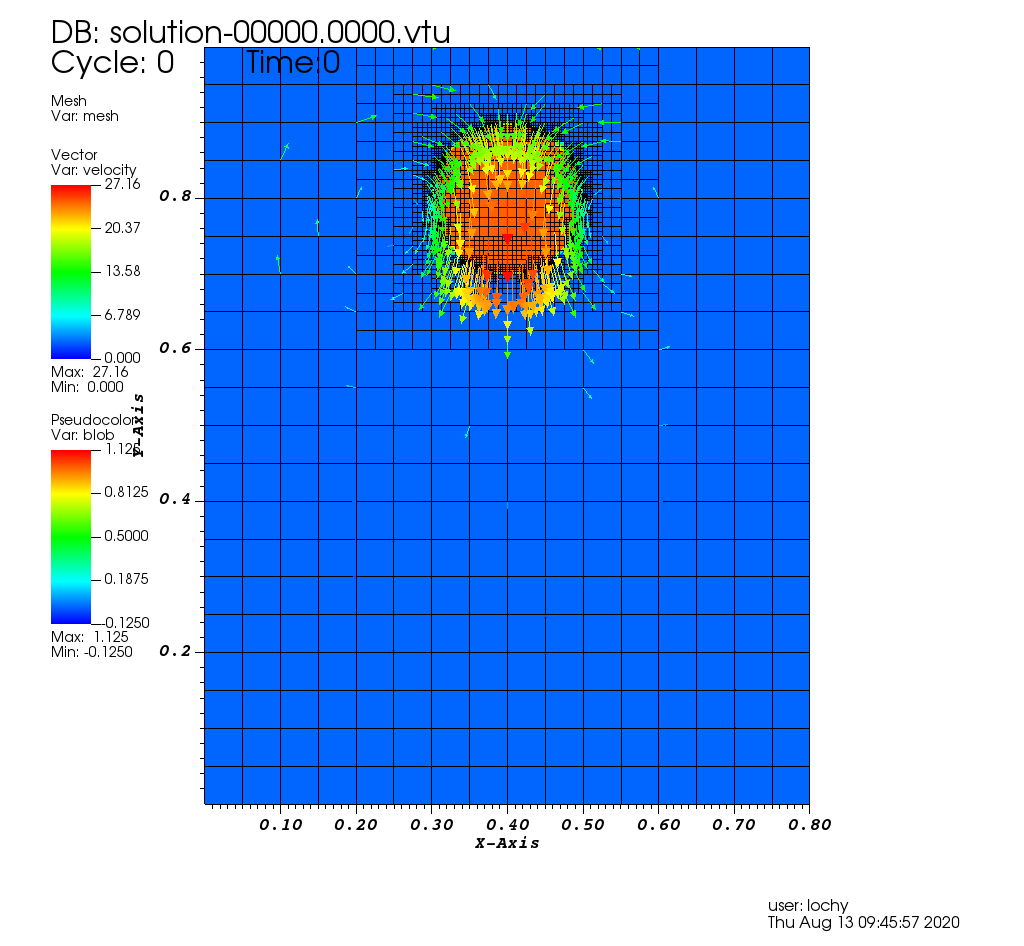 DB: solution-00000.0000.vtu
Cycle: 0 Time:0
Mesh
Var: mesh
Vector
Var: velocity
27.16
20.37
13.58
6.789
0.000
Max: 27.16
Min: 0.000
Pseudocolor
Var: blob
1.125
0.8125
0.5000
0.1875
-0.1250
Max: 1.125
Min: -0.1250
Y-Axis
0.8
0.6
0.4
0.2
0.10 0.20 0.30 0.40 0.50 0.60 0.70 0.80
X-Axis
user: lochy
Thu Aug 13 09:45:57 2020